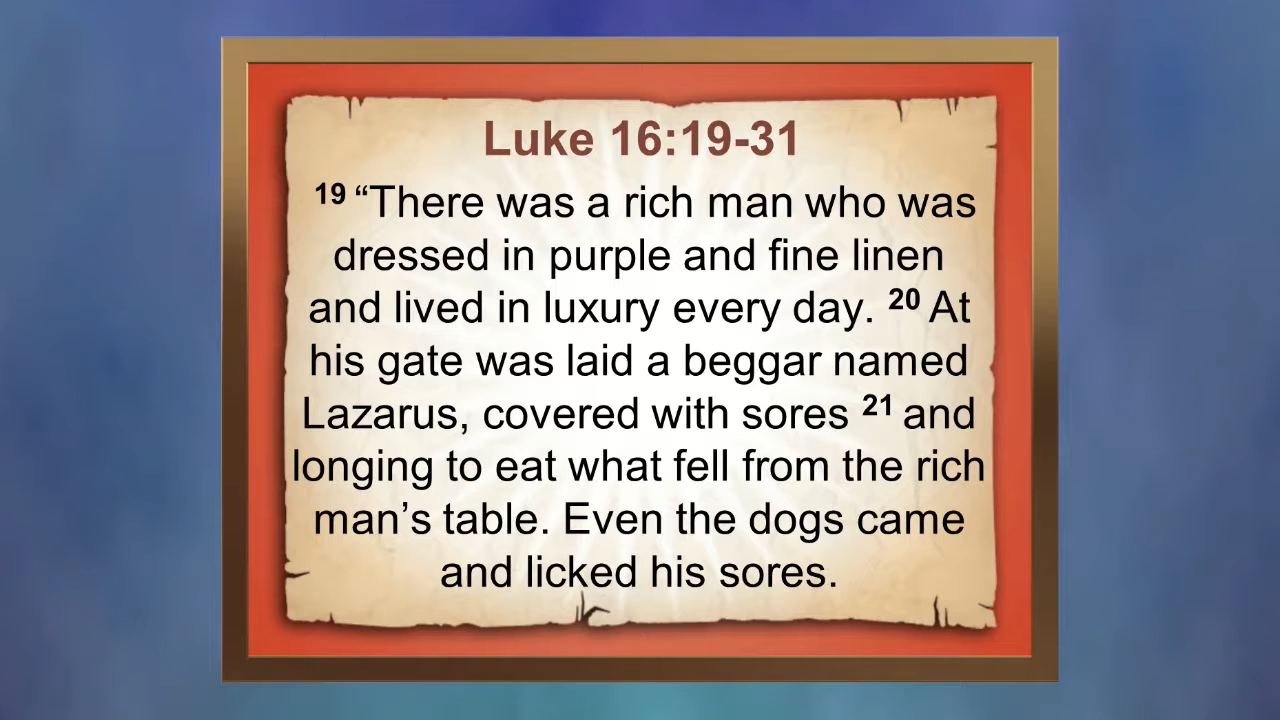 Luke 16:19-31
19 “There was a rich man who was
dressed in purple and fine linen
and lived in luxury every day. 20 At
his gate was laid a beggar named
Lazarus, covered with sores 21 and
longing to eat what fell from the rich
man’s table. Even the dogs came
and licked his sores.